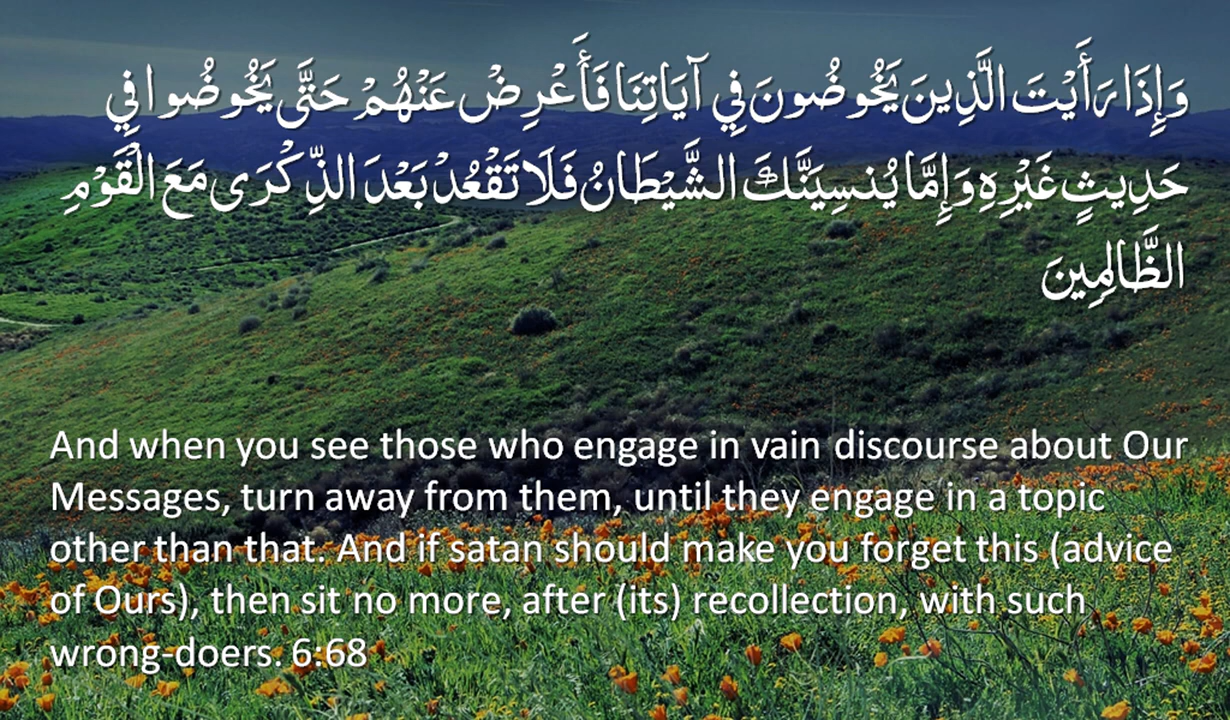 وَإِذَا رَأَيْتَ الَّذِينَ يَخُوضُونَ فِي آيَاتِنَا فَأَعْرِضْ عَنْهُمْ حَتَّى يَخُوضُوا فِي
حَدِيثٍ غَيْرِهِ وَإِمَّا يُنسِيَنَّكَ الشَّيْطَانُ فَلَا تَقْعُدْ بَعْدَ الذِّكْرَى مَعَ الْقَوْمِ
الظَّالِمِينَ
And when you see those who engage in vain discourse about Our
Messages, turn away from them, until they engage in a topic
other than that. And if satan should make you forget this (advice
of Ours), then sit no more, after (its) recollection, with such
wrong-doers. 6:68